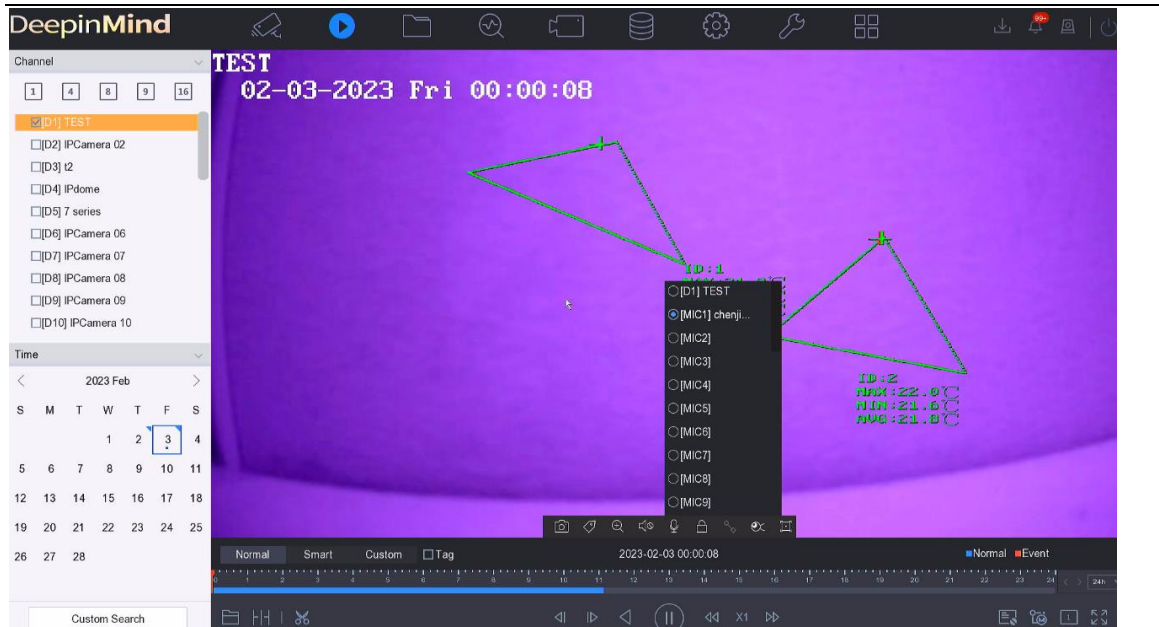 DeepinMind
99+
Channel
1 4 8 9 16
[D1] TEST
[D2] IPCamera 02
[D3] t2
[D4] IPdome
[D5] 7 series
[D6] IPCamera 06
[D7] IPCamera 07
[D8] IPCamera 08
[D9] IPCamera 09
[D10] IPCamera 10
Time
2023 Feb
S M T W T F S
1 2 3 4
5 6 7 8 9 10 11
12 13 14 15 16 17 18
19 20 21 22 23 24 25
26 27 28
Custom Search
TEST
02-03-2023 Fri 00:00:08
ID:1
[D1] TEST
[MIC1] chenji...
[MIC2]
[MIC3]
[MIC4]
[MIC5]
[MIC6]
[MIC7]
[MIC8]
[MIC9]
ID:2
MAX:22.0℃
MIN:21.6℃
AVG:21.8℃
Normal Smart Custom Tag 2023-02-03 00:00:08 Normal Event
0 1 2 3 4 5 6 7 8 9 10 11 12 13 14 15 16 17 18 19 20 21 22 23 24 24h
X1 1